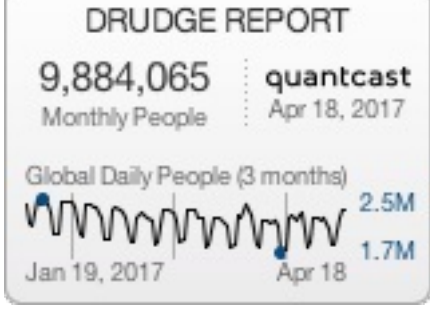 DRUDGE REPORT
9,884,065
Monthly People
quantcast
Apr 18, 2017
Global Daily People (3 months)
2.5M
1.7M
Jan 19, 2017
Apr 18